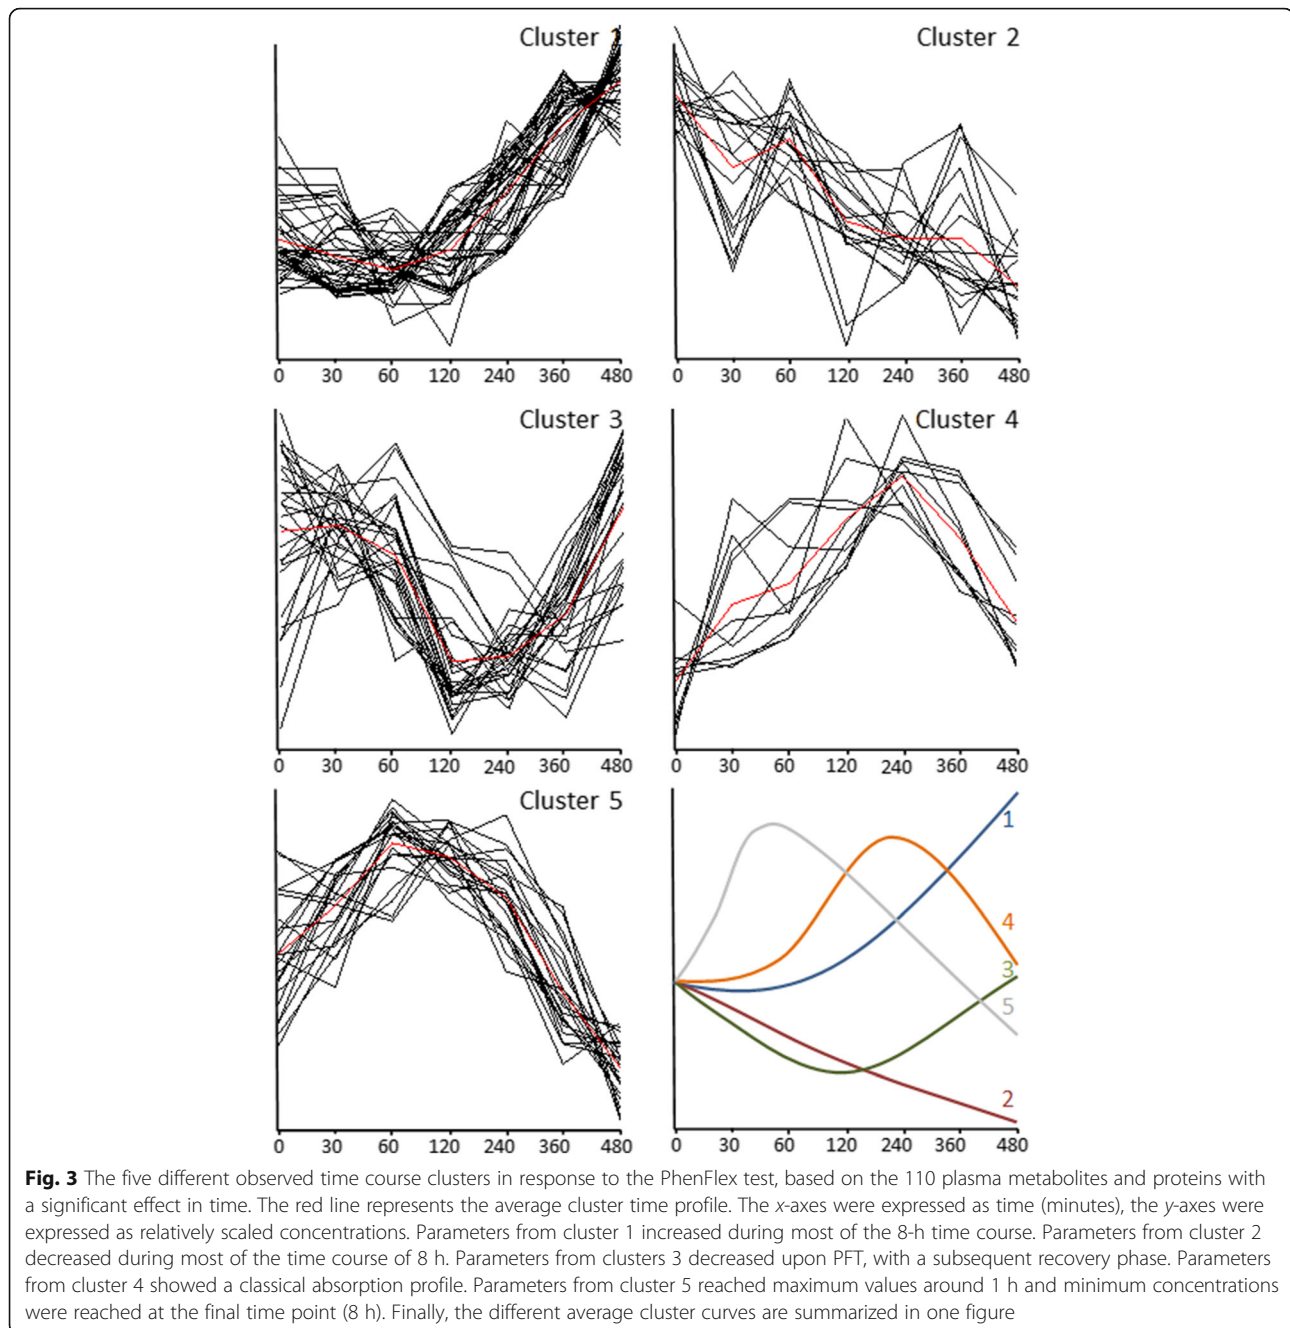 Cluster 1
Cluster 2
0 30 60 120 240 360 480
0 30 60 120 240 360 480
Cluster 3
Cluster 4
0 30 60 120 240 360 480
0 30 60 120 240 360 480
Cluster 5
1
4
3
5
2
0 30 60 120 240 360 480
0 30 60 120 240 360 480
Fig. 3 The five different observed time course clusters in response to the PhenFlex test, based on the 110 plasma metabolites and proteins with
a significant effect in time. The red line represents the average cluster time profile. The x-axes were expressed as time (minutes), the y-axes were
expressed as relatively scaled concentrations. Parameters from cluster 1 increased during most of the 8-h time course. Parameters from cluster 2
decreased during most of the time course of 8 h. Parameters from clusters 3 decreased upon PFT, with a subsequent recovery phase. Parameters
from cluster 4 showed a classical absorption profile. Parameters from cluster 5 reached maximum values around 1 h and minimum concentrations
were reached at the final time point (8 h). Finally, the different average cluster curves are summarized in one figure